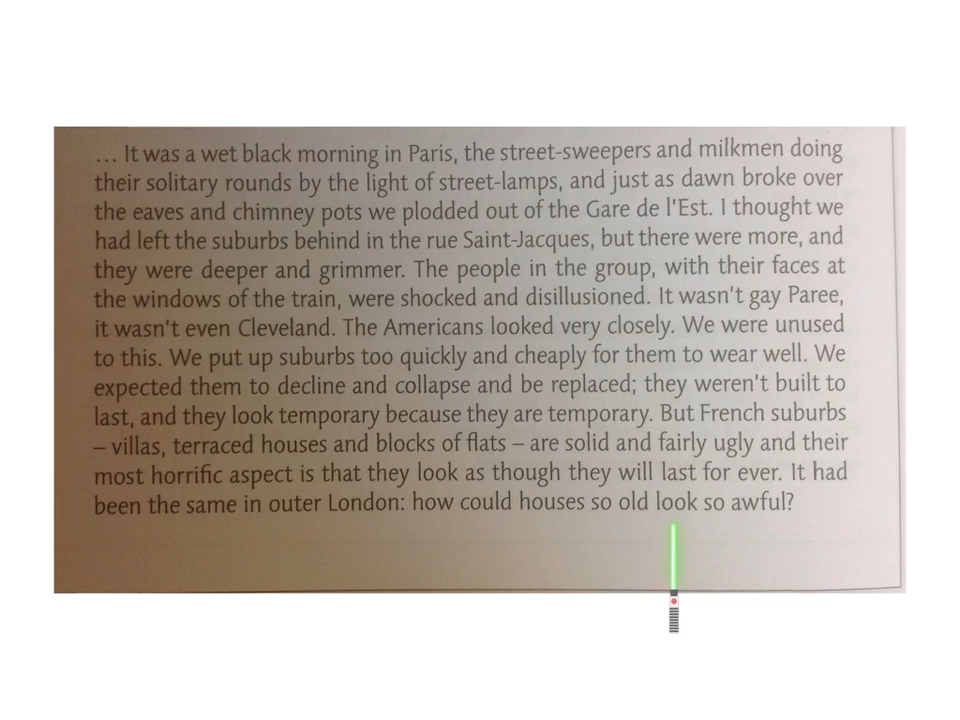 ... It was a wet black morning in Paris, the street-sweepers and milkmen doing
their solitary rounds by the light of street-lamps, and just as dawn broke over
the eaves and chimney pots we plodded out of the Gare de l'Est. I thought we
had left the suburbs behind in the rue Saint-Jacques, but there were more, and
they were deeper and grimmer. The people in the group, with their faces at
the windows of the train, were shocked and disillusioned. It wasn't gay Paree,
it wasn't even Cleveland. The Americans looked very closely. We were unused
to this. We put up suburbs too quickly and cheaply for them to wear well. We
expected them to decline and collapse and be replaced; they weren't built to
last, and they look temporary because they are temporary. But French suburbs
– villas, terraced houses and blocks of flats – are solid and fairly ugly and their
most horrific aspect is that they look as though they will last for ever. It had
been the same in outer London: how could houses so old look so awful?